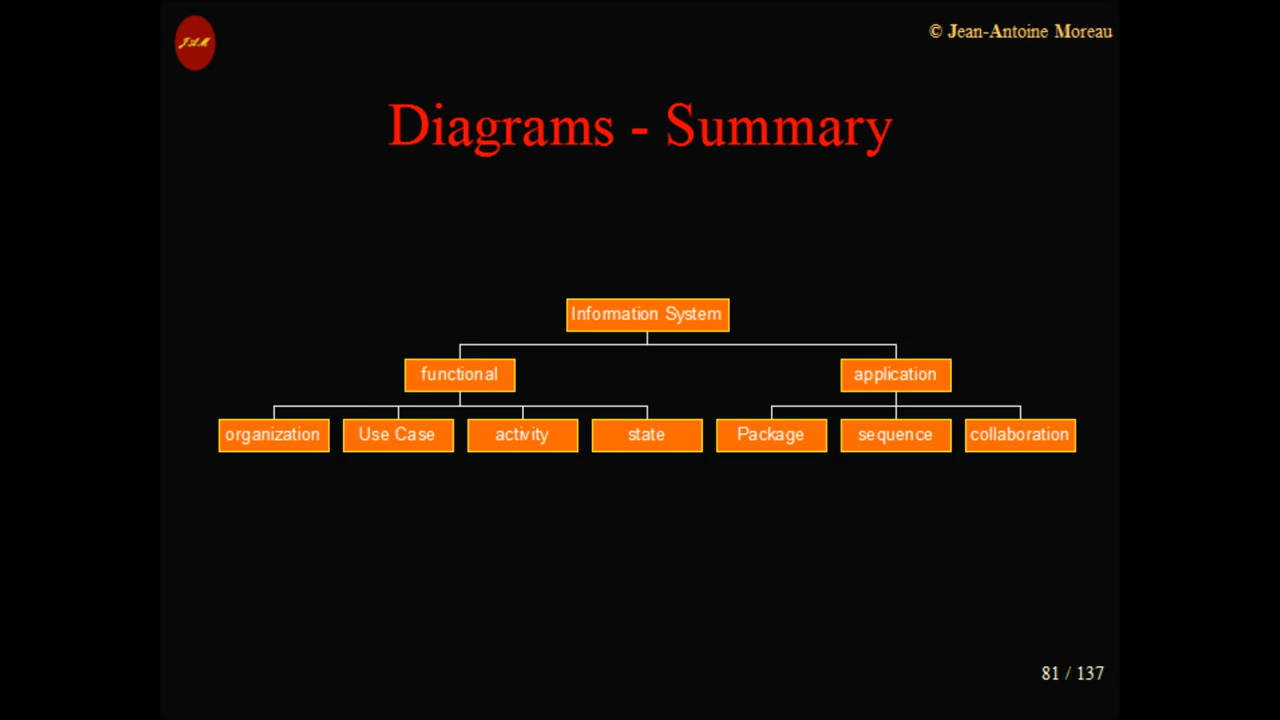 JAM
© Jean-Antoine Moreau
Diagrams - Summary
Information System
functional
application
organization
Use Case
activity
state
Package
sequence
collaboration
81 / 137